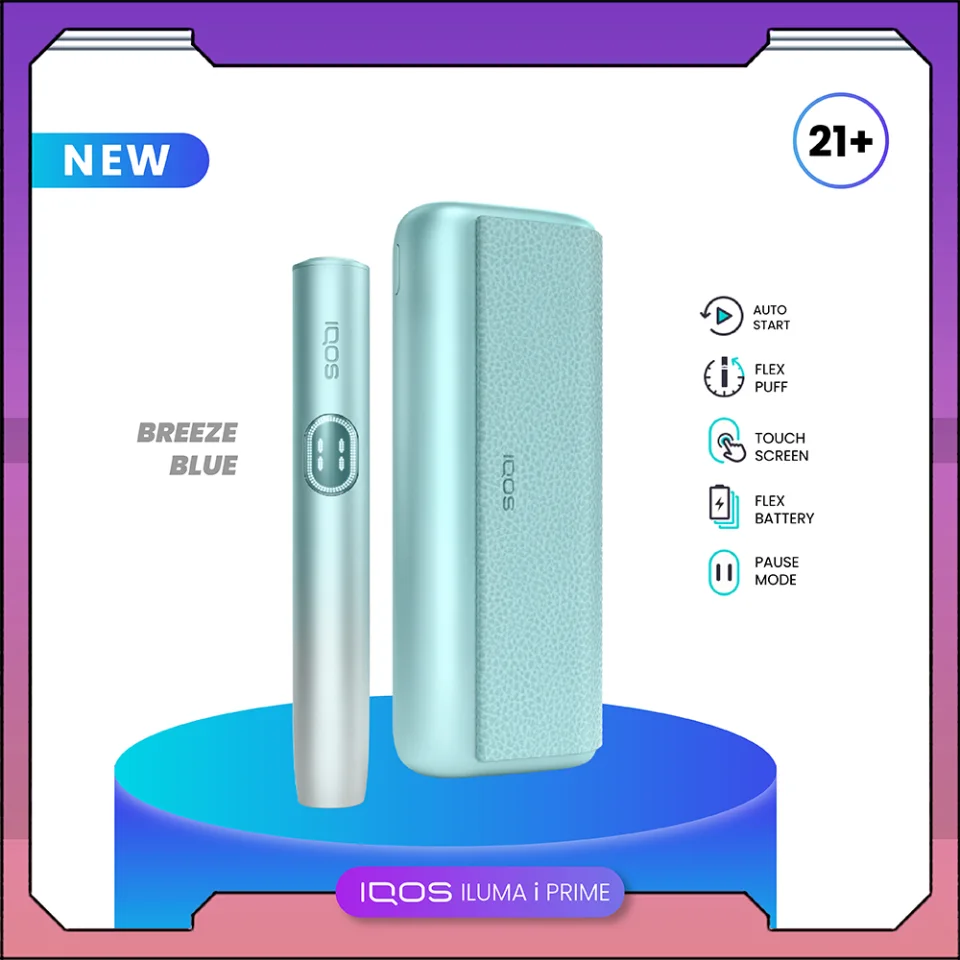 NEW
21+
AUTO
START
FLEX
PUFF
TOUCH
SCREEN
FLEX
BATTERY
PAUSE
MODE
BREEZE
BLUE
IQOS
IQOS
IQOS ILUMA i PRIME